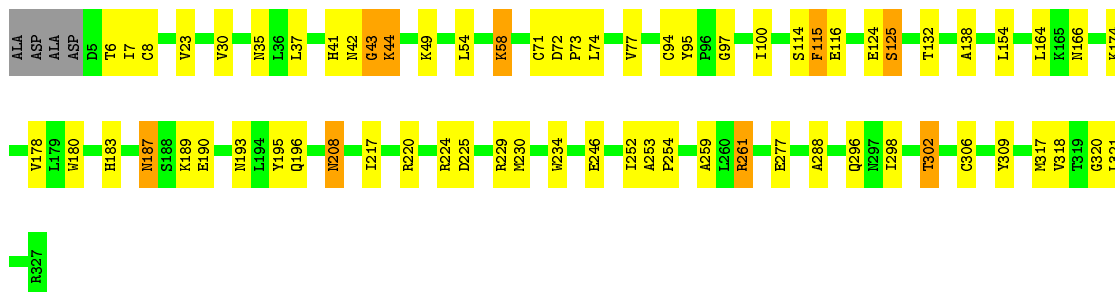 ALA ASP ALA ASP D5 T6 I7 C8 V23 V30 N35 L36 L37 H41 N42 G43 K44 K49 L54 K58 C71 D72 P73 L74 V77 C94 Y95 P96 G97 I100 S114 F115 E116 E124 S125 T132 A138 L154 L164 K165 N166 K174
V178 L179 W180 H183 N187 S188 K189 E190 N193 L194 Y195 Q196 N208 I217 R220 R224 D225 R229 M230 W234 E246 I252 A253 P254 A259 L260 R261 E277 A288 Q296 N297 I298 T302 C306 Y309 M317 V318 T319 G320
R327